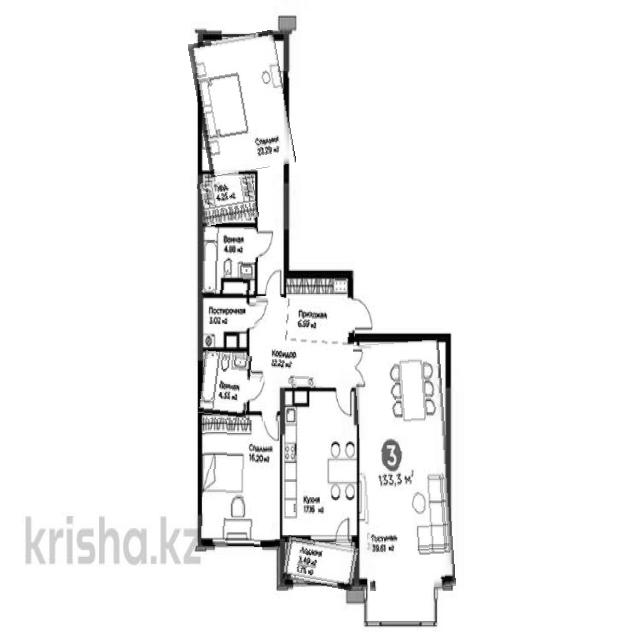 Спальня
23.29 м2
Гард.
4.25 м2
Ванная
4.88 м2
Постирочная
3.02 м2
Прихожая
6.59 м2
Коридор
12.22 м2
Ванная
4.33 м2
Спальня
16.20 м2
Кухня
17.16 м2
3
133,3 м²
Гостиная
39.61 м2
Лоджия
3.49 м2
1.75 м2
krisha.kz